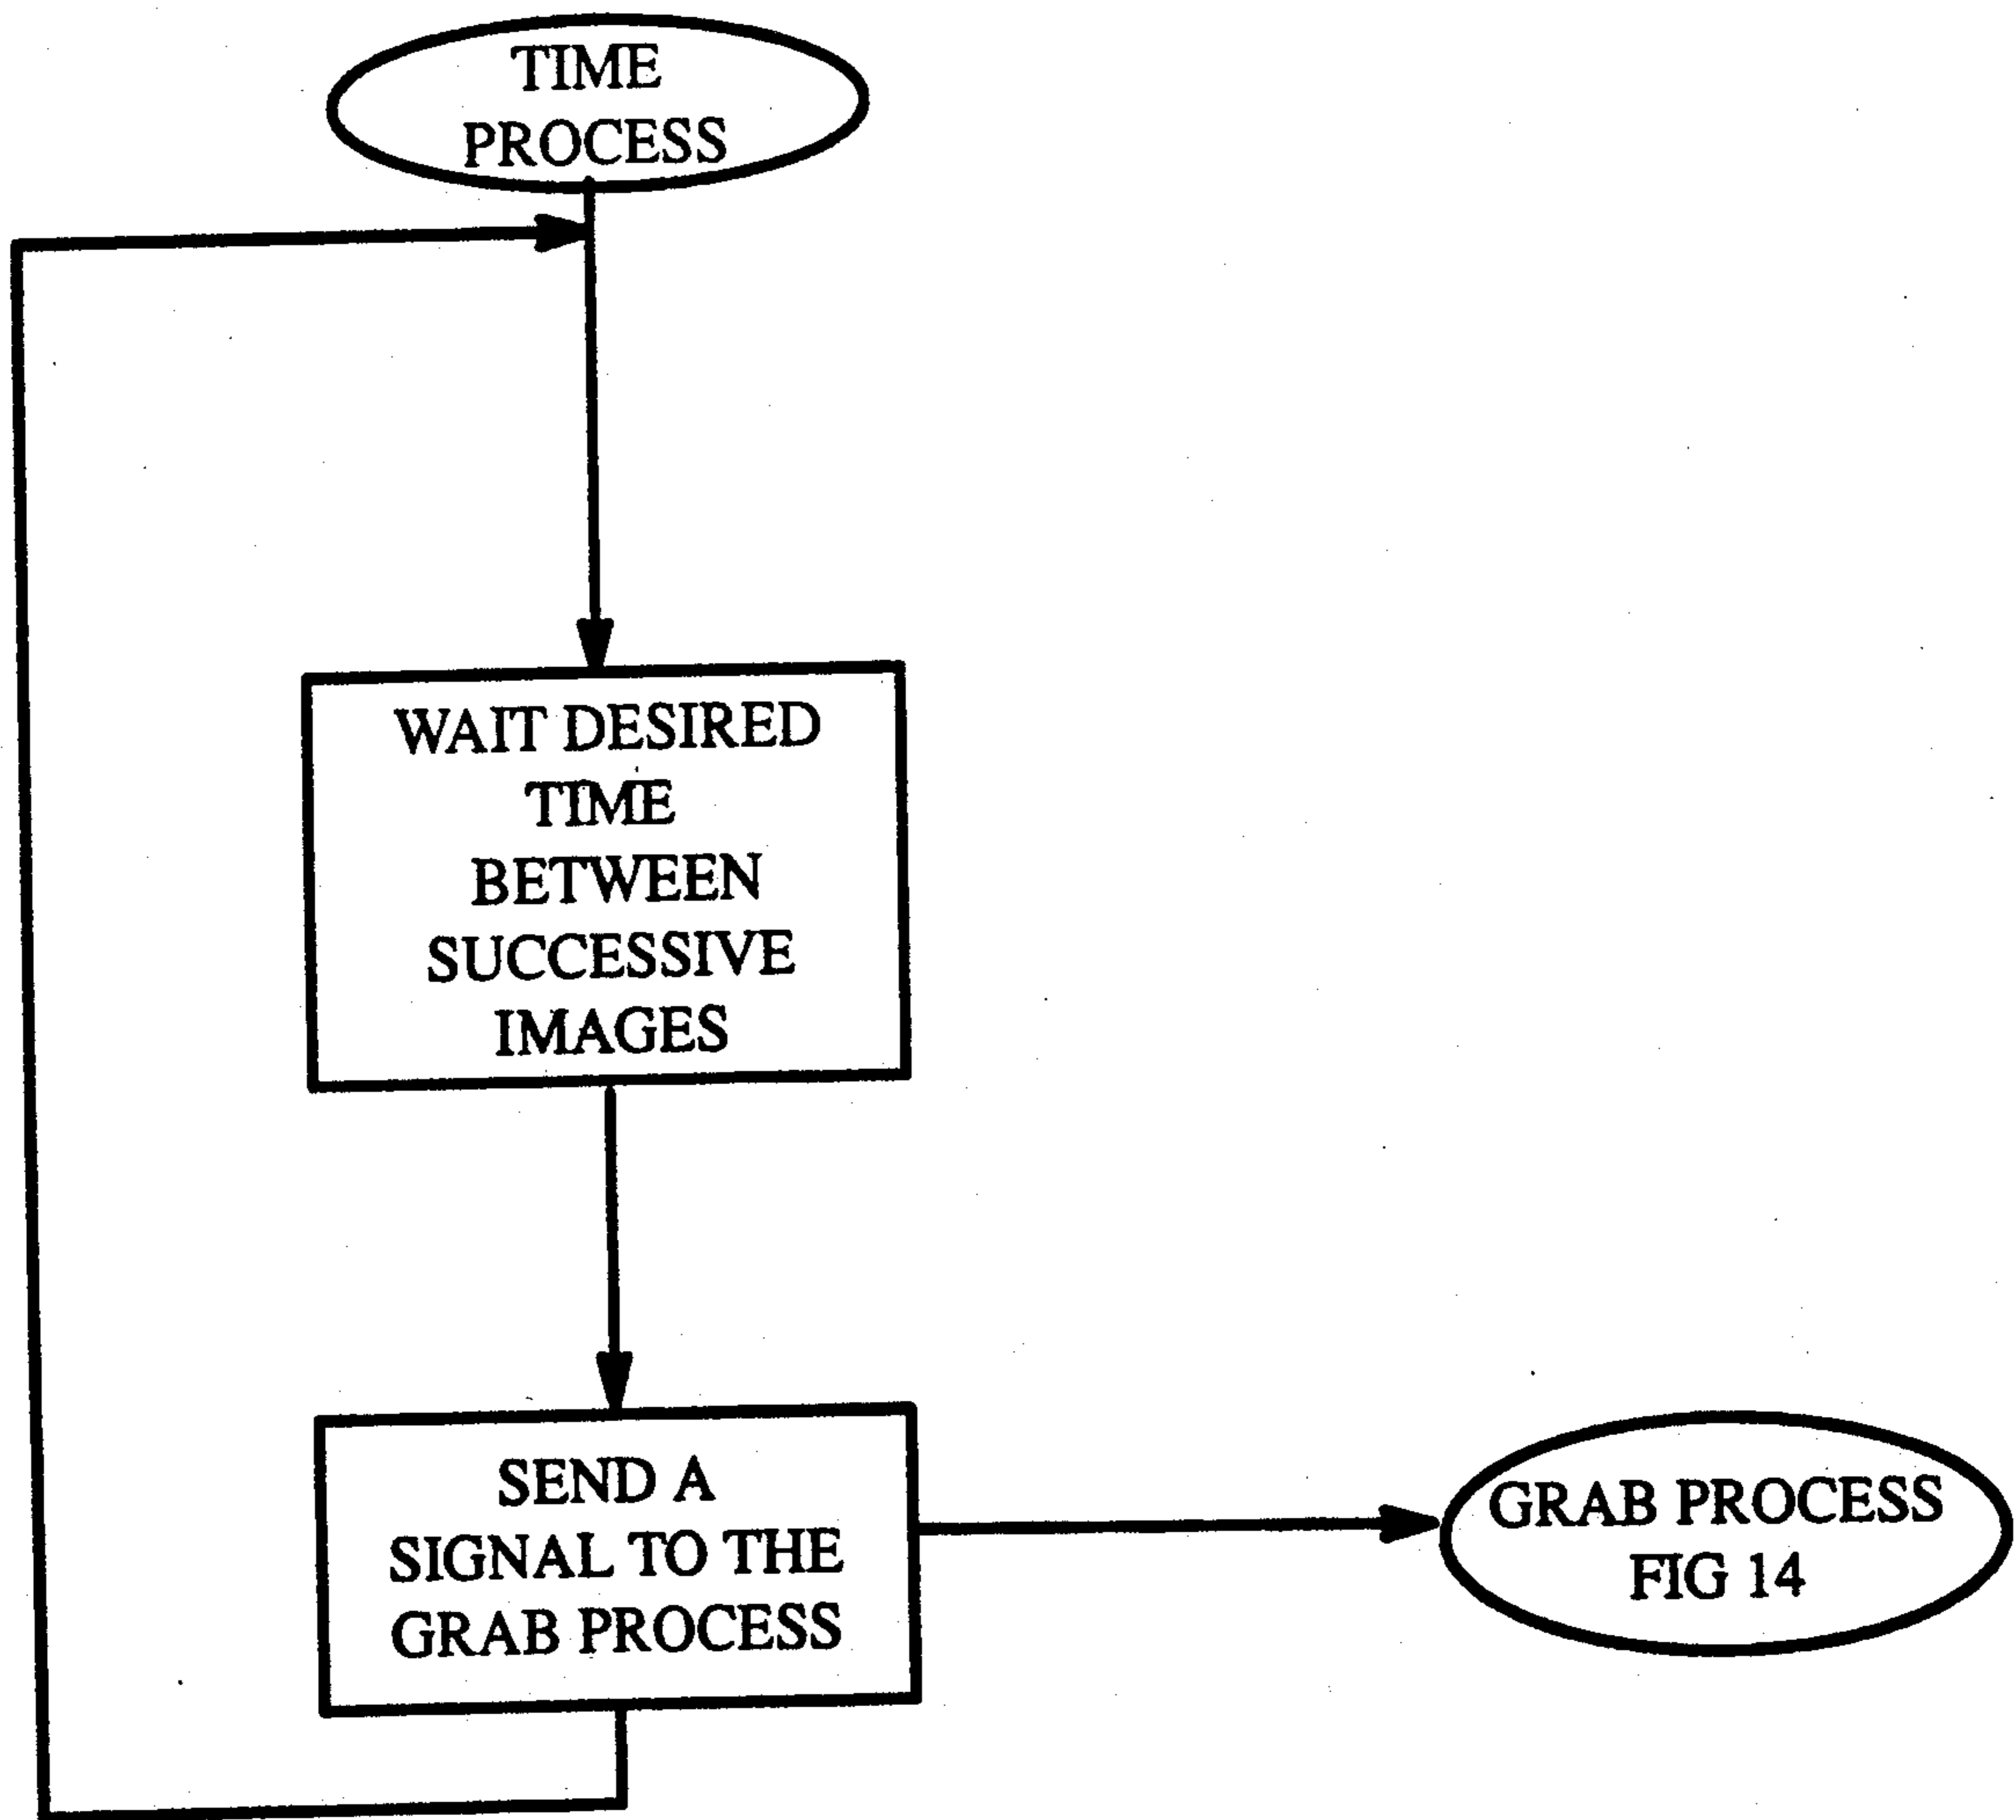 TIME
PROCESS
WAIT DESIRED
TIME
BETWEEN
SUCCESSIVE
IMAGES
SEND A
SIGNAL TO THE
GRAB PROCESS
GRAB PROCESS
FIG 14